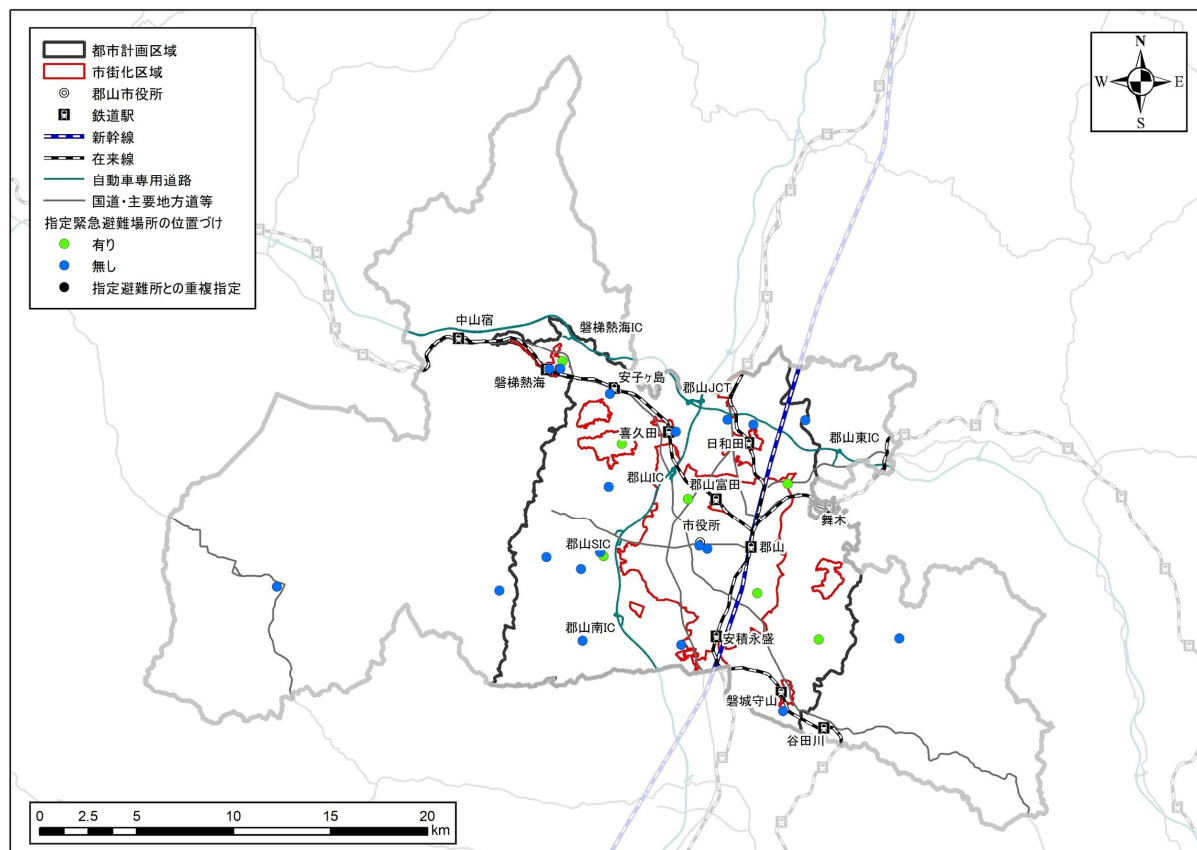 都市計画区域
市街化区域
郡山市役所
鉄道駅
新幹線
在来線
自動車専用道路
国道・主要地方道等
指定緊急避難場所の位置づけ
有り
無し
指定避難所との重複指定
N
W
E
S
中山宿
磐梯熱海IC
磐梯熱海
安子ヶ島
郡山JCT
喜久田
日和田
郡山東IC
郡山IC
郡山富田
舞木
市役所
郡山SIC
郡山
郡山南IC
安積永盛
磐城守山
谷田川
0 2.5 5 10 15 20
km